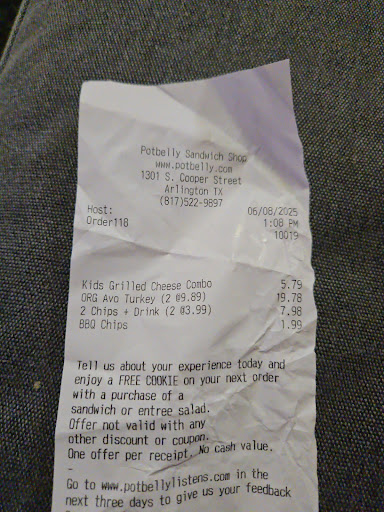 Potbelly Sandwich Shop
www.potbelly.com
1301 S. Cooper Street
Arlington TX
(817)522-9897
Host: 06/08/2025
Order118 1:08 PM
10019
Kids Grilled Cheese Combo 5.79
ORG Avo Turkey (2 @9.89) 19.78
2 Chips + Drink (2 @3.99) 7.98
BBQ Chips 1.99
Tell us about your experience today and
enjoy a FREE COOKIE on your next order
with a purchase of a
sandwich or entree salad.
Offer not valid with any
other discount or coupon.
One offer per receipt. No cash value.
-
Go to www.potbellylistens.com in the
next three days to give us your feedback